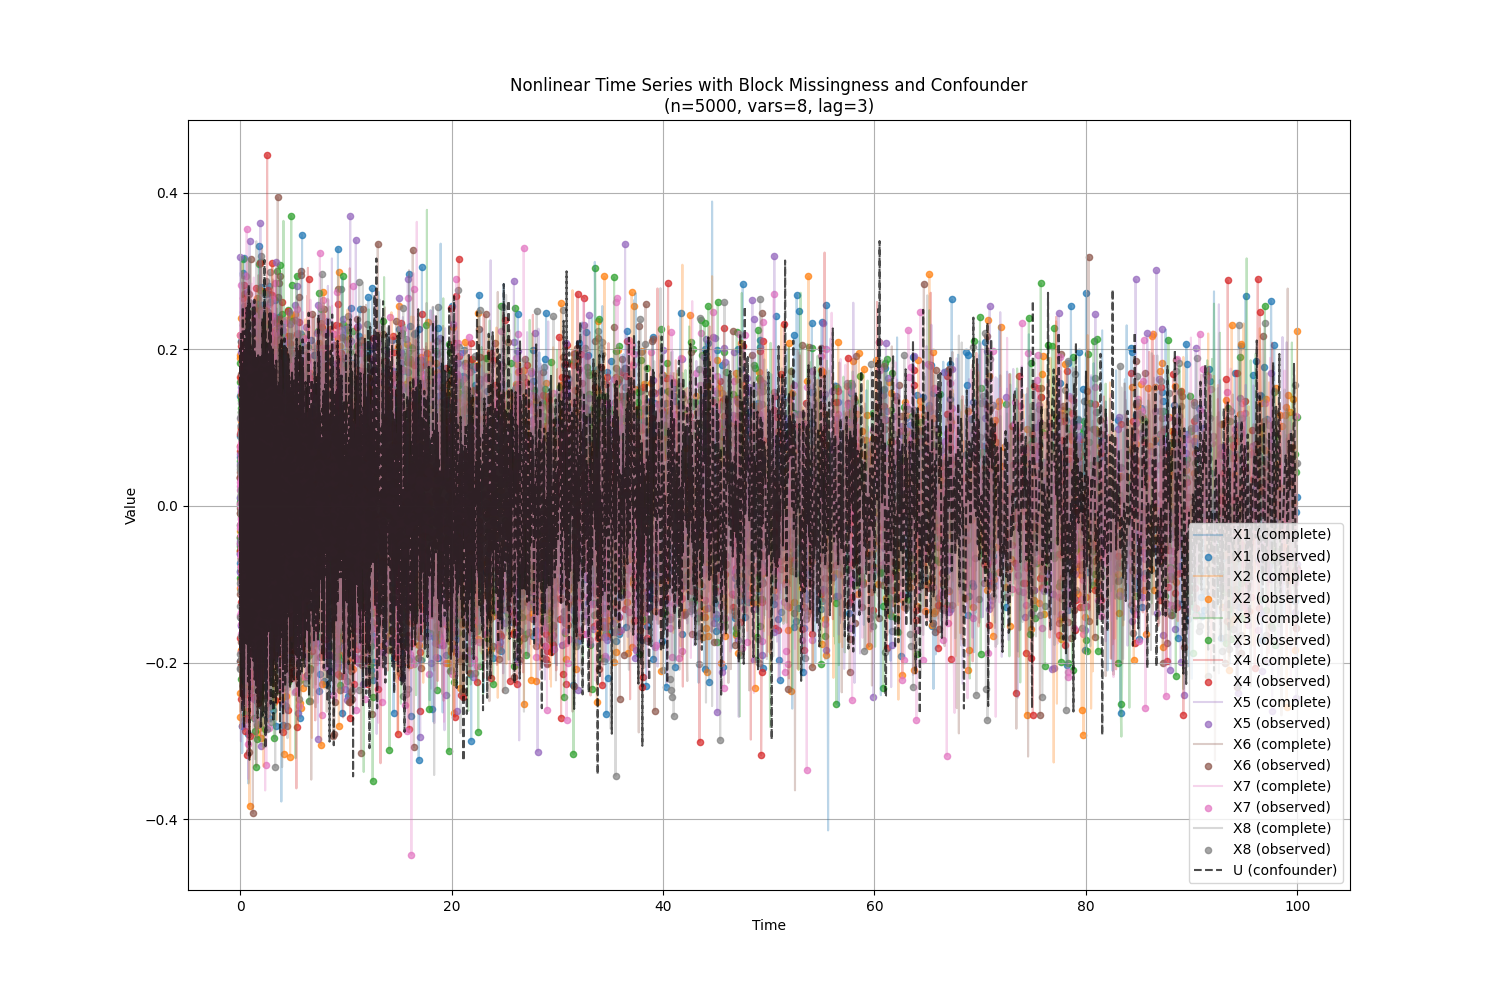 Nonlinear Time Series with Block Missingness and Confounder
(n=5000, vars=8, lag=3)
Value
0.4
0.2
0.0
−0.2
−0.4
0
20
40
60
80
100
Time
X1 (complete)
X1 (observed)
X2 (complete)
X2 (observed)
X3 (complete)
X3 (observed)
X4 (complete)
X4 (observed)
X5 (complete)
X5 (observed)
X6 (complete)
X6 (observed)
X7 (complete)
X7 (observed)
X8 (complete)
X8 (observed)
U (confounder)